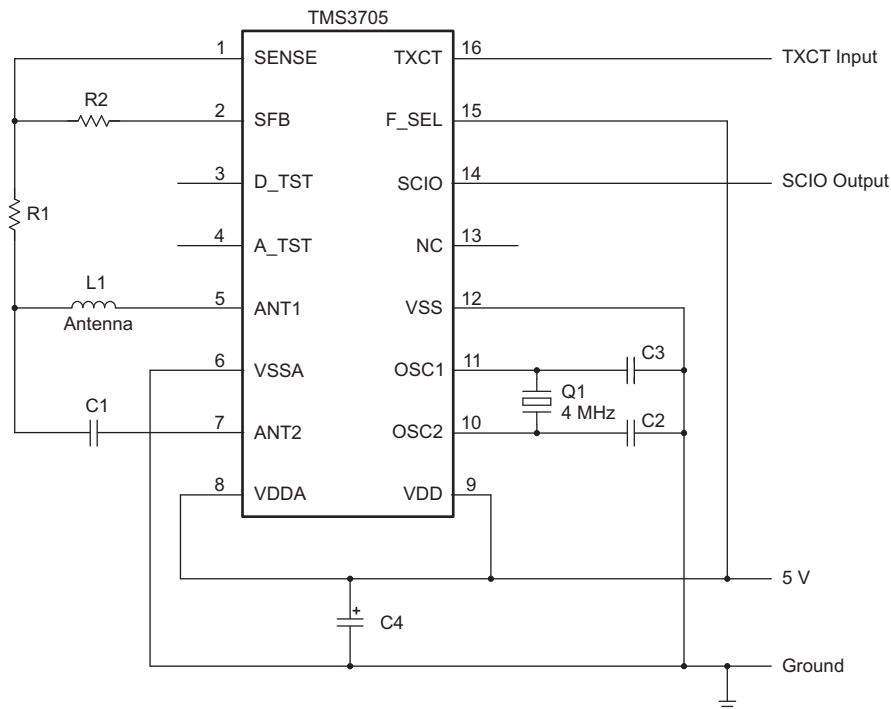 TMS3705
1 SENSE TXCT 16 TXCT Input
R2 2 SFB F_SEL 15
3 D_TST SCIO 14 SCIO Output
R1
4 A_TST NC 13
L1 5 ANT1 VSS 12
Antenna
6 VSSA OSC1 11 C3
Q1
4 MHz
C1 7 ANT2 OSC2 10 C2
8 VDDA VDD 9
5 V
+ C4
Ground